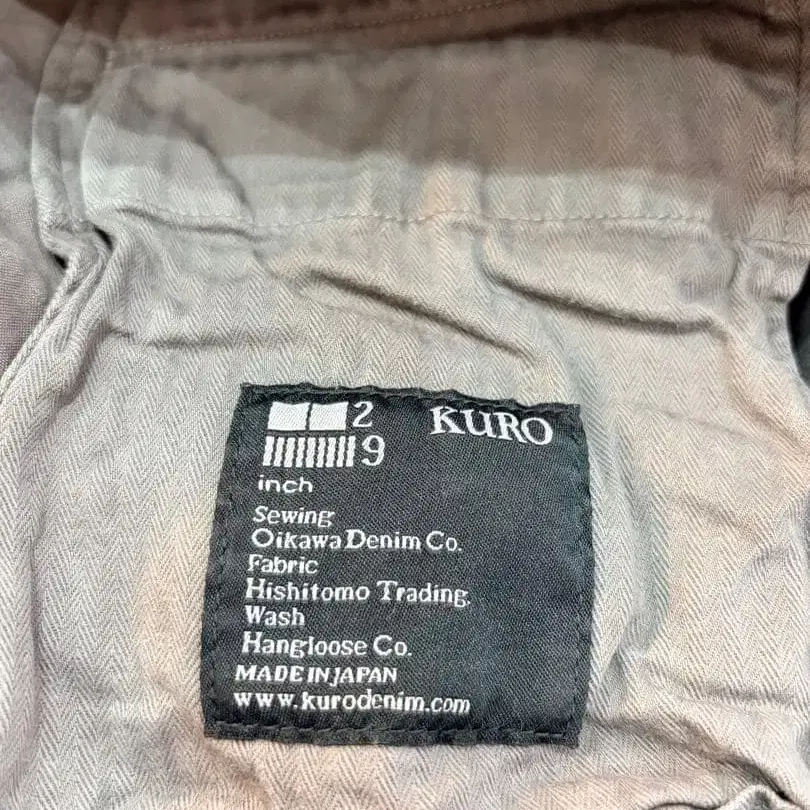 2 KURO
9
inch
Sewing
Oikawa Denim Co.
Fabric
Hishitomo Trading.
Wash
Hangloose Co.
MADE IN JAPAN
www.kurodenim.com